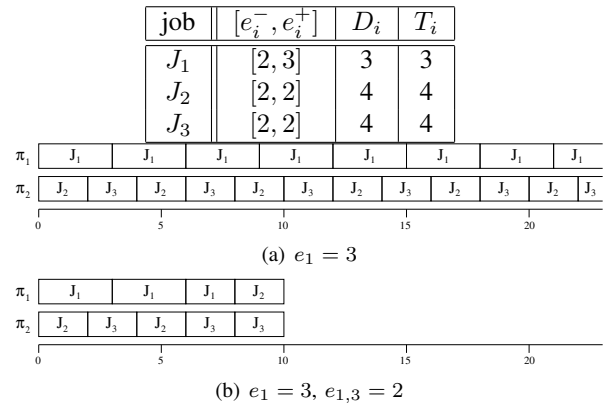 job [e_i^-, e_i^+] D_i T_i
J_1 [2, 3] 3 3
J_2 [2, 2] 4 4
J_3 [2, 2] 4 4
π_1 J_1 J_1 J_1 J_1 J_1 J_1 J_1 J_1
π_2 J_2 J_3 J_2 J_3 J_2 J_3 J_2 J_3 J_2 J_3 J_2 J_3
0 5 10 15 20
(a) e_1 = 3
π_1 J_1 J_1 J_1 J_2
π_2 J_2 J_3 J_2 J_3 J_3
0 5 10 15 20
(b) e_1 = 3, e_{1,3} = 2